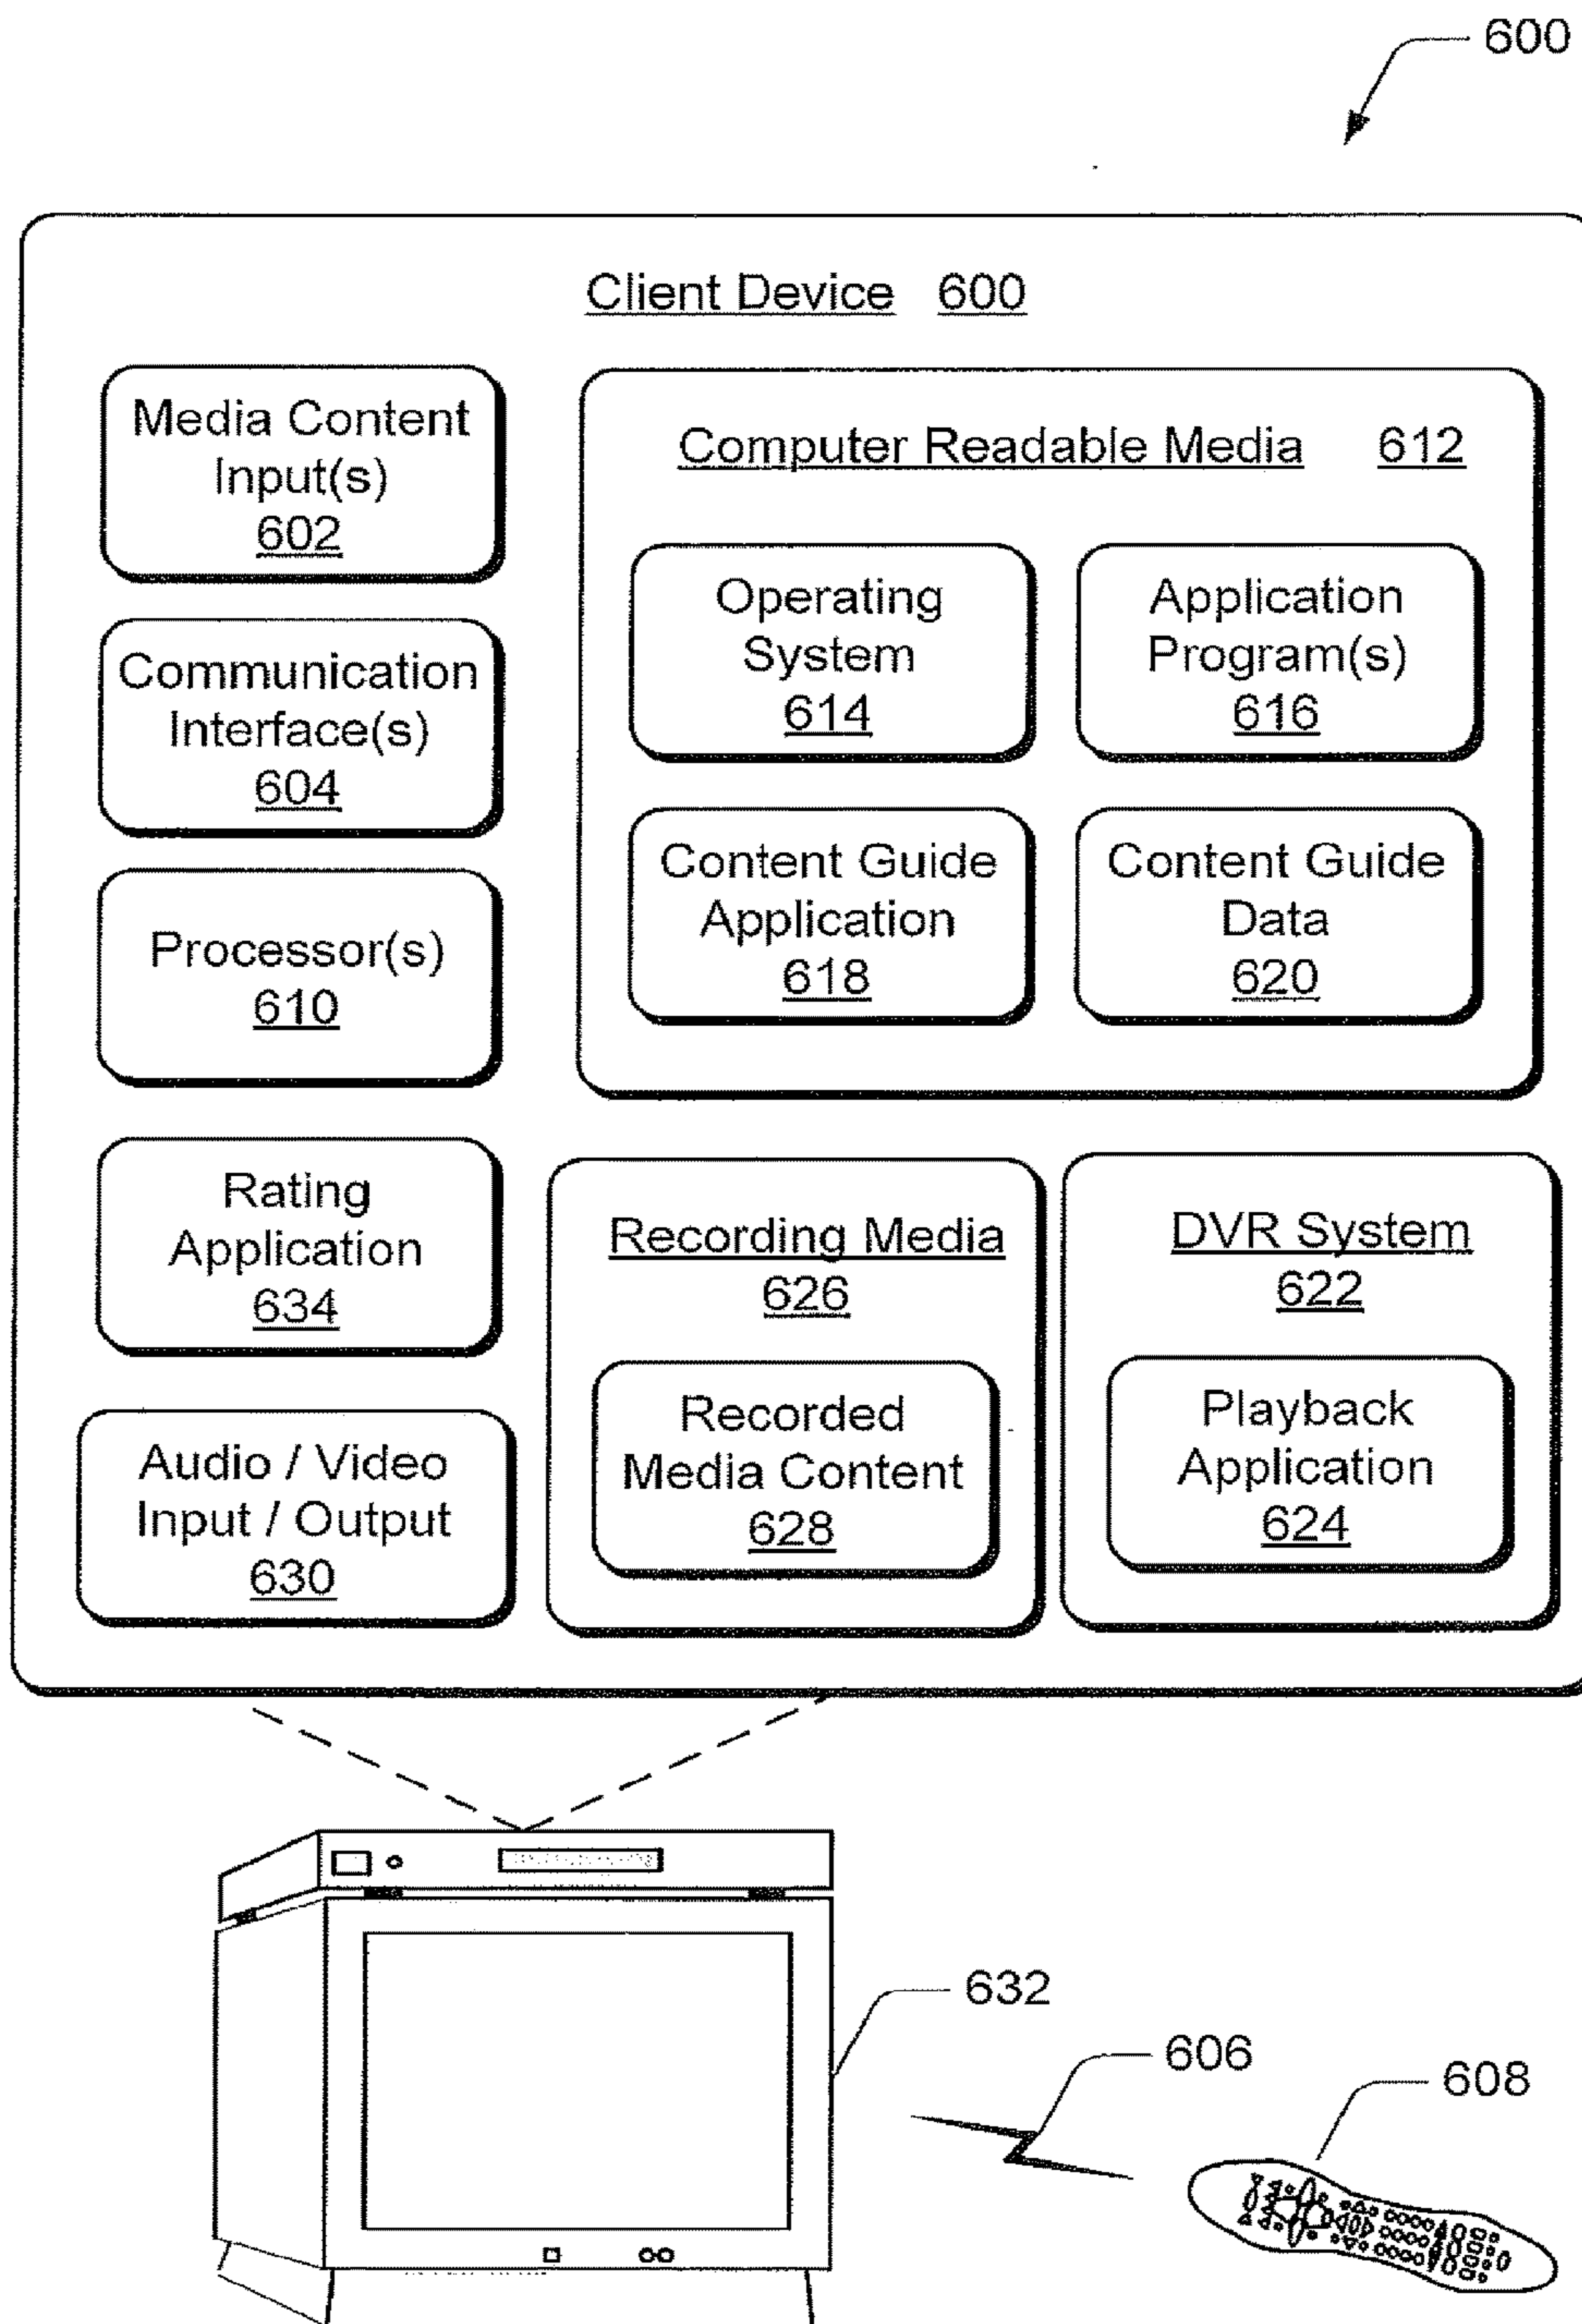 600
Client Device 600
Media Content
Input(s)
602
Communication
Interface(s)
604
Processor(s)
610
Rating
Application
634
Audio / Video
Input / Output
630
Computer Readable Media 612
Operating
System
614
Application
Program(s)
616
Content Guide
Application
618
Content Guide
Data
620
Recording Media
626
Recorded
Media Content
628
DVR System
622
Playback
Application
624
632
606
608